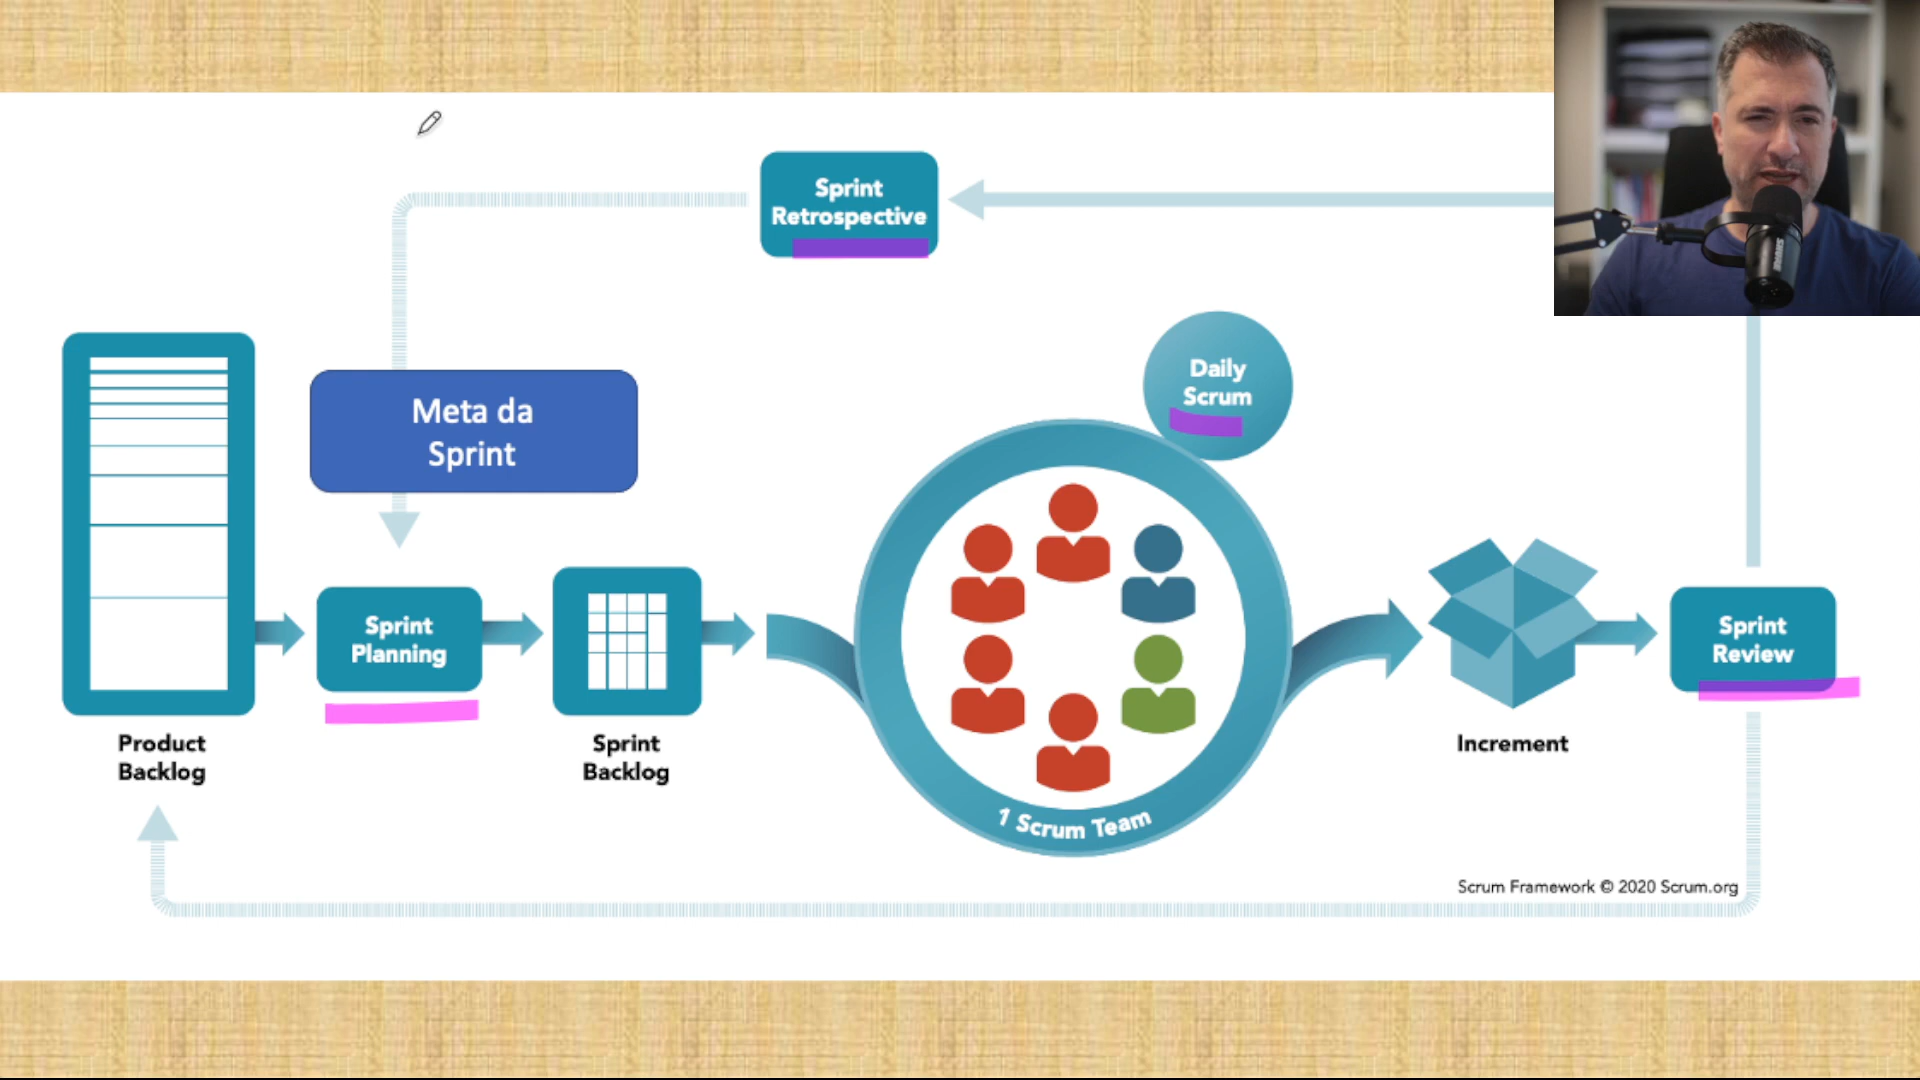 Sprint
Retrospective
Daily
Scrum
Meta da
Sprint
Sprint
Planning
Sprint
Review
Product
Backlog
Sprint
Backlog
Increment
1 Scrum Team
Scrum Framework © 2020 Scrum.org